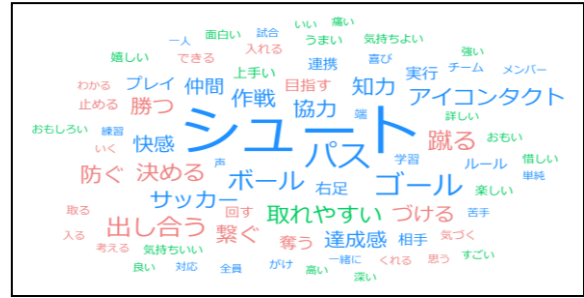 一人 面白い 試合 いい 痛い
嬉しい できる 入れる うまい 気持ちよい
わかる プレイ 仲間 上手い 目指す 連携 喜び 強い
止める 勝つ 作戦 協力 知力 実行 チーム メンバー
おもしろい 練習 シュート 端 アイコンタクト
いく 快感 パス 蹴る 詳しい おもい
声 学習 ルール 惜しい
防ぐ 決める ボール 右足 ゴール 楽しい 単純
サッカー
取る 出し合う 回す 取れやすい づける 苦手
入る 繋ぐ 奪う 達成感 相手 気づく
考える 気持ちいい 一緒に くれる 思う すごい
良い 対応 全員 がけ 高い 深い